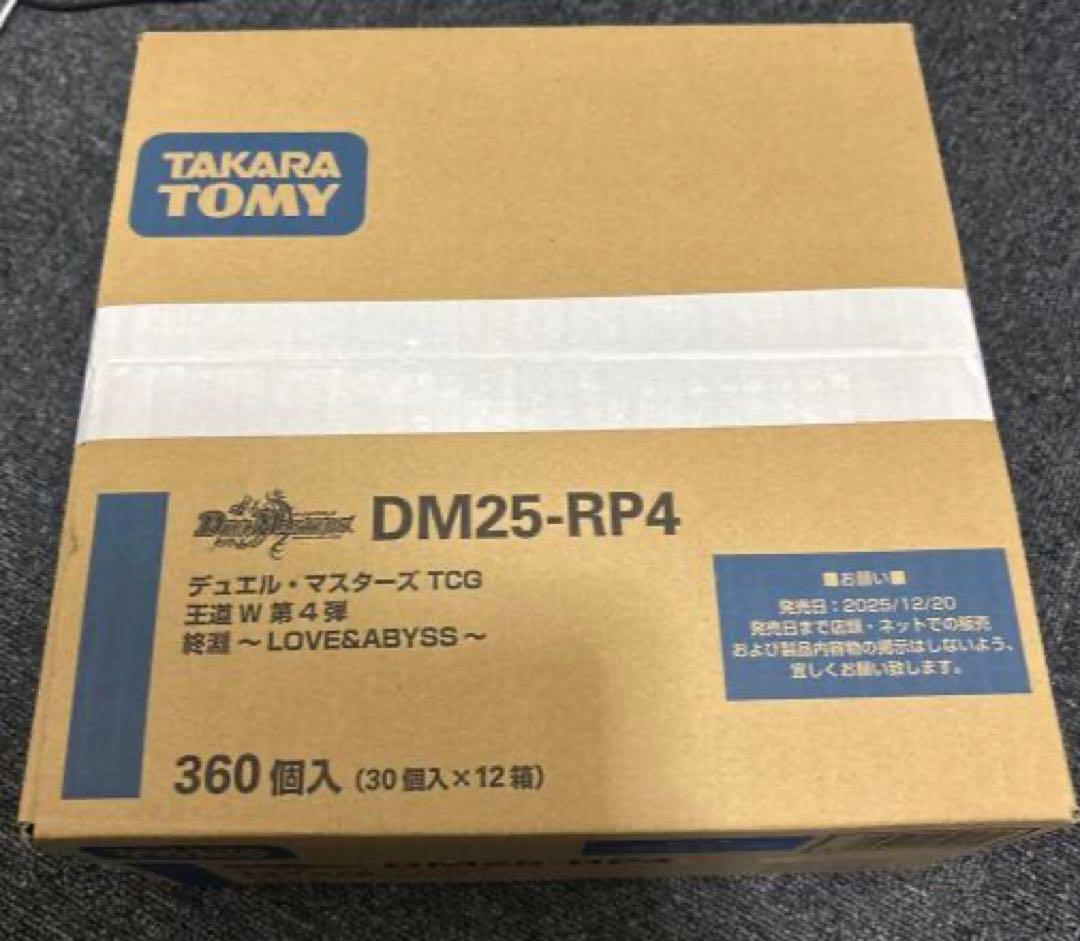 TAKARA
TOMY
Duel Masters DM25-RP4
デュエル・マスターズ TCG
王道 W 第4弾
終淵 ～LOVE&ABYSS～
■お願い■
発売日：2025/12/20
発売日まで店頭・ネットでの販売
および製品内容物の掲示はしないよう、
宜しくお願い致します。
360個入（30個入×12箱）
DM25-RP4